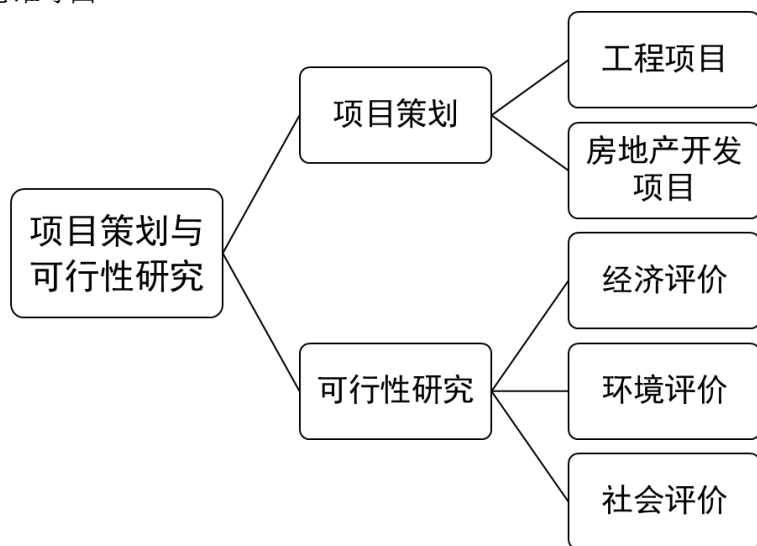 项目策划与
可行性研究
项目策划
工程项目
房地产开发
项目
可行性研究
经济评价
环境评价
社会评价